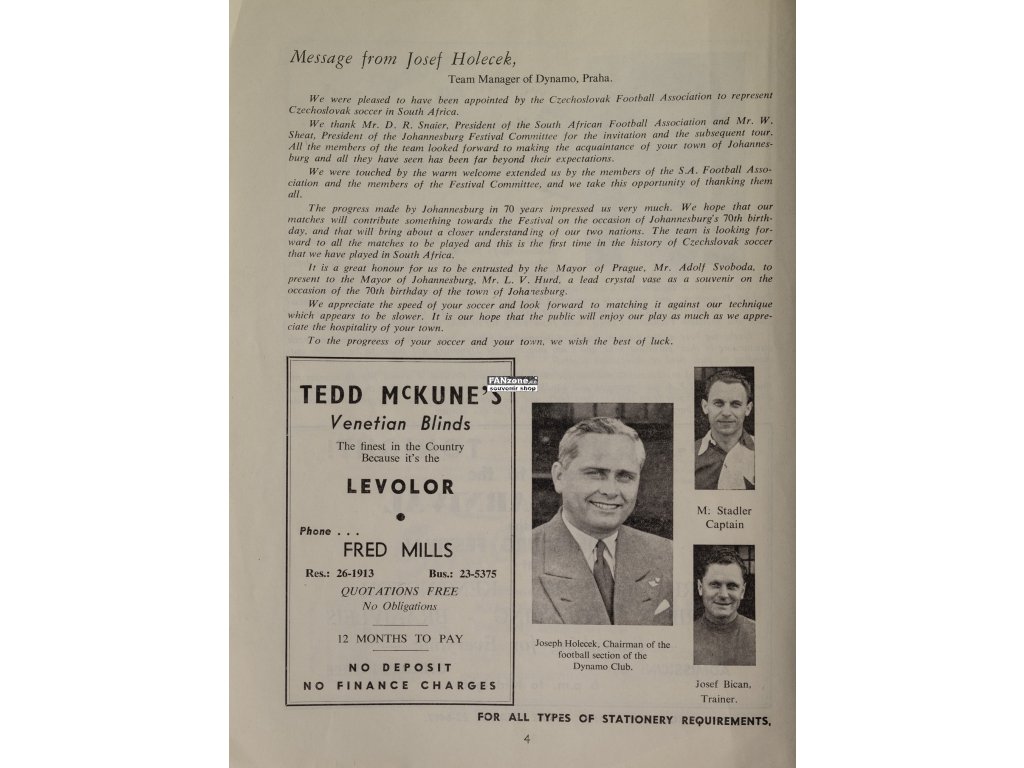 Message from Josef Holecek,
Team Manager of Dynamo, Praha.
We were pleased to have been appointed by the Czechoslovak Football Association to represent
Czechoslovak soccer in South Africa.
We thank Mr. D. R. Snaier, President of the South African Football Association and Mr. W.
Sheat, President of the Johannesburg Festival Committee for the invitation and the subsequent tour.
All the members of the team looked forward to making the acquaintance of your town of Johannes-
burg and all they have seen has been far beyond their expectations.
We were touched by the warm welcome extended us by the members of the S.A. Football Asso-
ciation and the members of the Festival Committee, and we take this opportunity of thanking them
all.
The progress made by Johannesburg in 70 years impressed us very much. We hope that our
matches will contribute something towards the Festival on the occasion of Johannesburg's 70th birth-
day, and that will bring about a closer understanding of our two nations. The team is looking for-
ward to all the matches to be played and this is the first time in the history of Czechslovak soccer
that we have played in South Africa.
It is a great honour for us to be entrusted by the Mayor of Prague, Mr. Adolf Svoboda, to
present to the Mayor of Johannesburg, Mr. L. V. Hurd, a lead crystal vase as a souvenir on the
occasion of the 70th birthday of the town of Johannesburg.
We appreciate the speed of your soccer and look forward to matching it against our technique
which appears to be slower. It is our hope that the public will enjoy our play as much as we appre-
ciate the hospitality of your town.
To the progreess of your soccer and your town, we wish the best of luck.
TEDD McKUNE'S
Venetian Blinds
The finest in the Country
Because it's the
LEVOLOR
Phone . . .
FRED MILLS
Res.: 26-1913 Bus.: 23-5375
QUOTATIONS FREE
No Obligations
12 MONTHS TO PAY
NO DEPOSIT
NO FINANCE CHARGES
FANzone.cz
souvenir shop
Joseph Holecek, Chairman of the
football section of the
Dynamo Club.
M: Stadler
Captain
Josef Bican,
Trainer.
FOR ALL TYPES OF STATIONERY REQUIREMENTS,
4